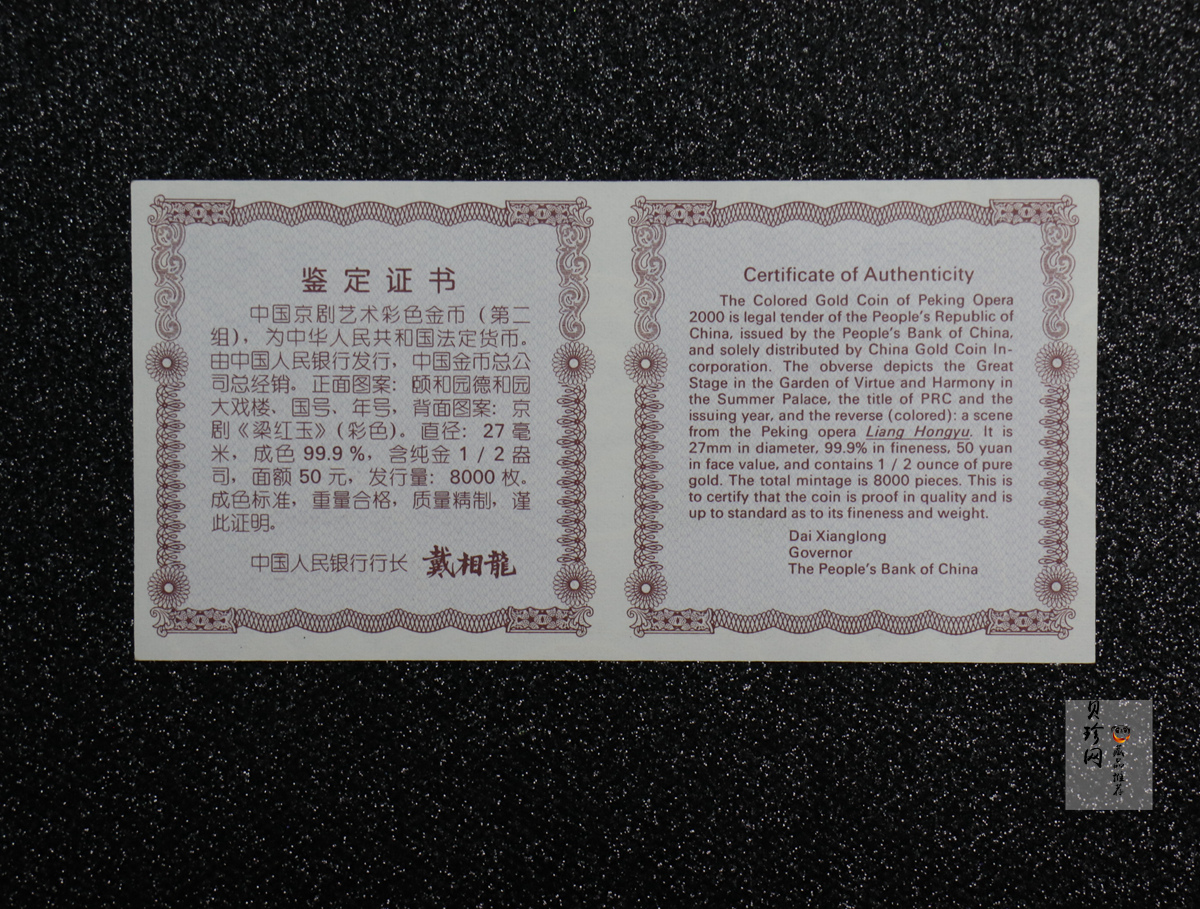 鉴定证书
中国京剧艺术彩色金币（第二
组），为中华人民共和国法定货币。
由中国人民银行发行，中国金币总公
司总经销。正面图案：颐和园德和园
大戏楼、国号、年号，背面图案：京
剧《梁红玉》（彩色）。直径：27毫
米，成色99.9%，含纯金1/2盎
司，面额50元，发行量：8000枚。
成色标准，重量合格，质量精制，谨
此证明。
中国人民银行行长 戴相龍
Certificate of Authenticity
The Colored Gold Coin of Peking Opera
2000 is legal tender of the People's Republic of
China, issued by the People's Bank of China,
and solely distributed by China Gold Coin In-
corporation. The obverse depicts the Great
Stage in the Garden of Virtue and Harmony in
the Summer Palace, the title of PRC and the
issuing year, and the reverse (colored): a scene
from the Peking opera Liang Hongyu. It is
27mm in diameter, 99.9% in fineness, 50 yuan
in face value, and contains 1 / 2 ounce of pure
gold. The total mintage is 8000 pieces. This is
to certify that the coin is proof in quality and is
up to standard as to its fineness and weight.
Dai Xianglong
Governor
The People's Bank of China
贝珍网
藏品推荐